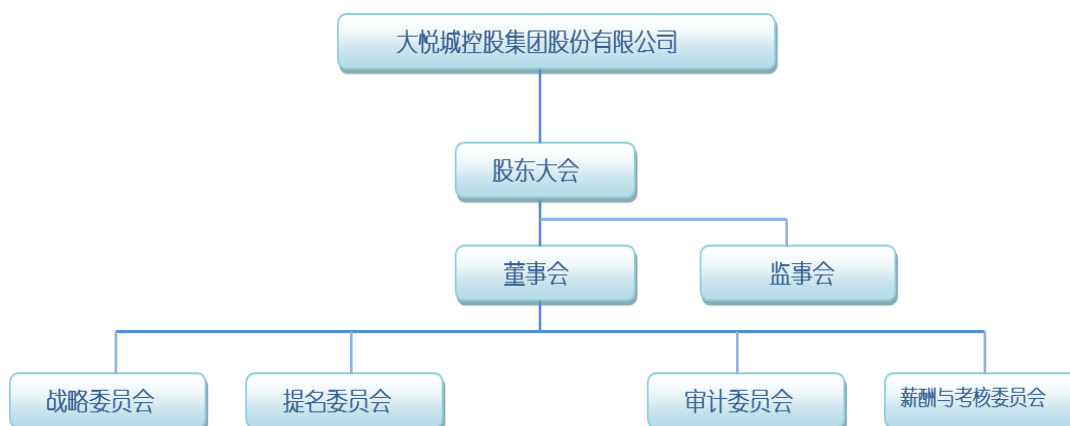 大悦城控股集团股份有限公司
股东大会
董事会
监事会
战略委员会
提名委员会
审计委员会
薪酬与考核委员会